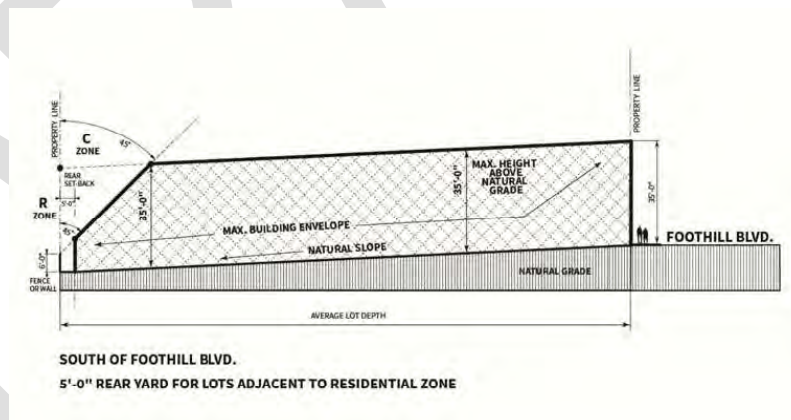 PROPERTY LINE
PROPERTY LINE
C
ZONE
45°
REAR
SET-BACK
5'-0"
R
ZONE
45°
6'-0"
FENCE
OR WALL
35'-0"
35'-0"
MAX. HEIGHT
ABOVE
NATURAL
GRADE
35'-0"
MAX. BUILDING ENVELOPE
NATURAL SLOPE
FOOTHILL BLVD.
NATURAL GRADE
AVERAGE LOT DEPTH
SOUTH OF FOOTHILL BLVD.
5'-0" REAR YARD FOR LOTS ADJACENT TO RESIDENTIAL ZONE